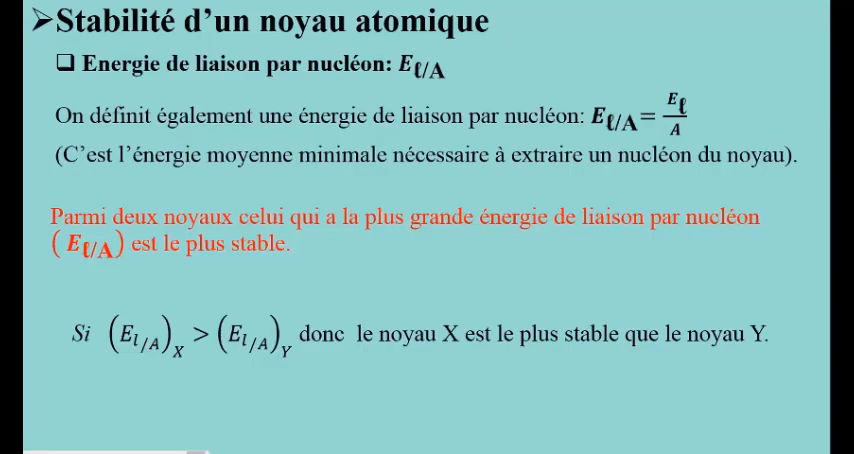 ➢Stabilité d’un noyau atomique
❑ Energie de liaison par nucléon: Eℓ/A
On définit également une énergie de liaison par nucléon: Eℓ/A = Eℓ/A
(C’est l’énergie moyenne minimale nécessaire à extraire un nucléon du noyau).
Parmi deux noyaux celui qui a la plus grande énergie de liaison par nucléon
( Eℓ/A) est le plus stable.
Si (El/A)X > (El/A)Y donc le noyau X est le plus stable que le noyau Y.